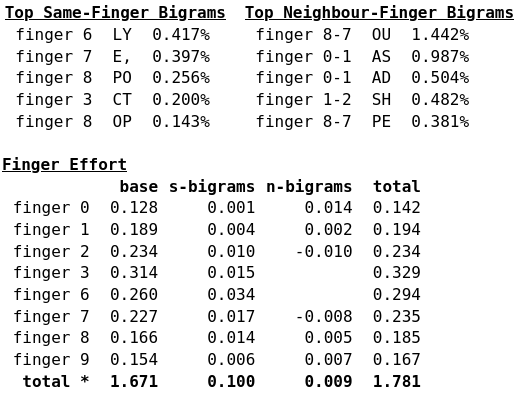 Top Same-Finger Bigrams  Top Neighbour-Finger Bigrams
finger 6  LY  0.417%     finger 8-7  OU  1.442%
finger 7  E,  0.397%     finger 0-1  AS  0.987%
finger 8  PO  0.256%     finger 0-1  AD  0.504%
finger 3  CT  0.200%     finger 1-2  SH  0.482%
finger 8  OP  0.143%     finger 8-7  PE  0.381%
Finger Effort
base s-bigrams n-bigrams  total
finger 0  0.128     0.001     0.014  0.142
finger 1  0.189     0.004     0.002  0.194
finger 2  0.234     0.010    -0.010  0.234
finger 3  0.314     0.015            0.329
finger 6  0.260     0.034            0.294
finger 7  0.227     0.017    -0.008  0.235
finger 8  0.166     0.014     0.005  0.185
finger 9  0.154     0.006     0.007  0.167
total *  1.671     0.100     0.009  1.781